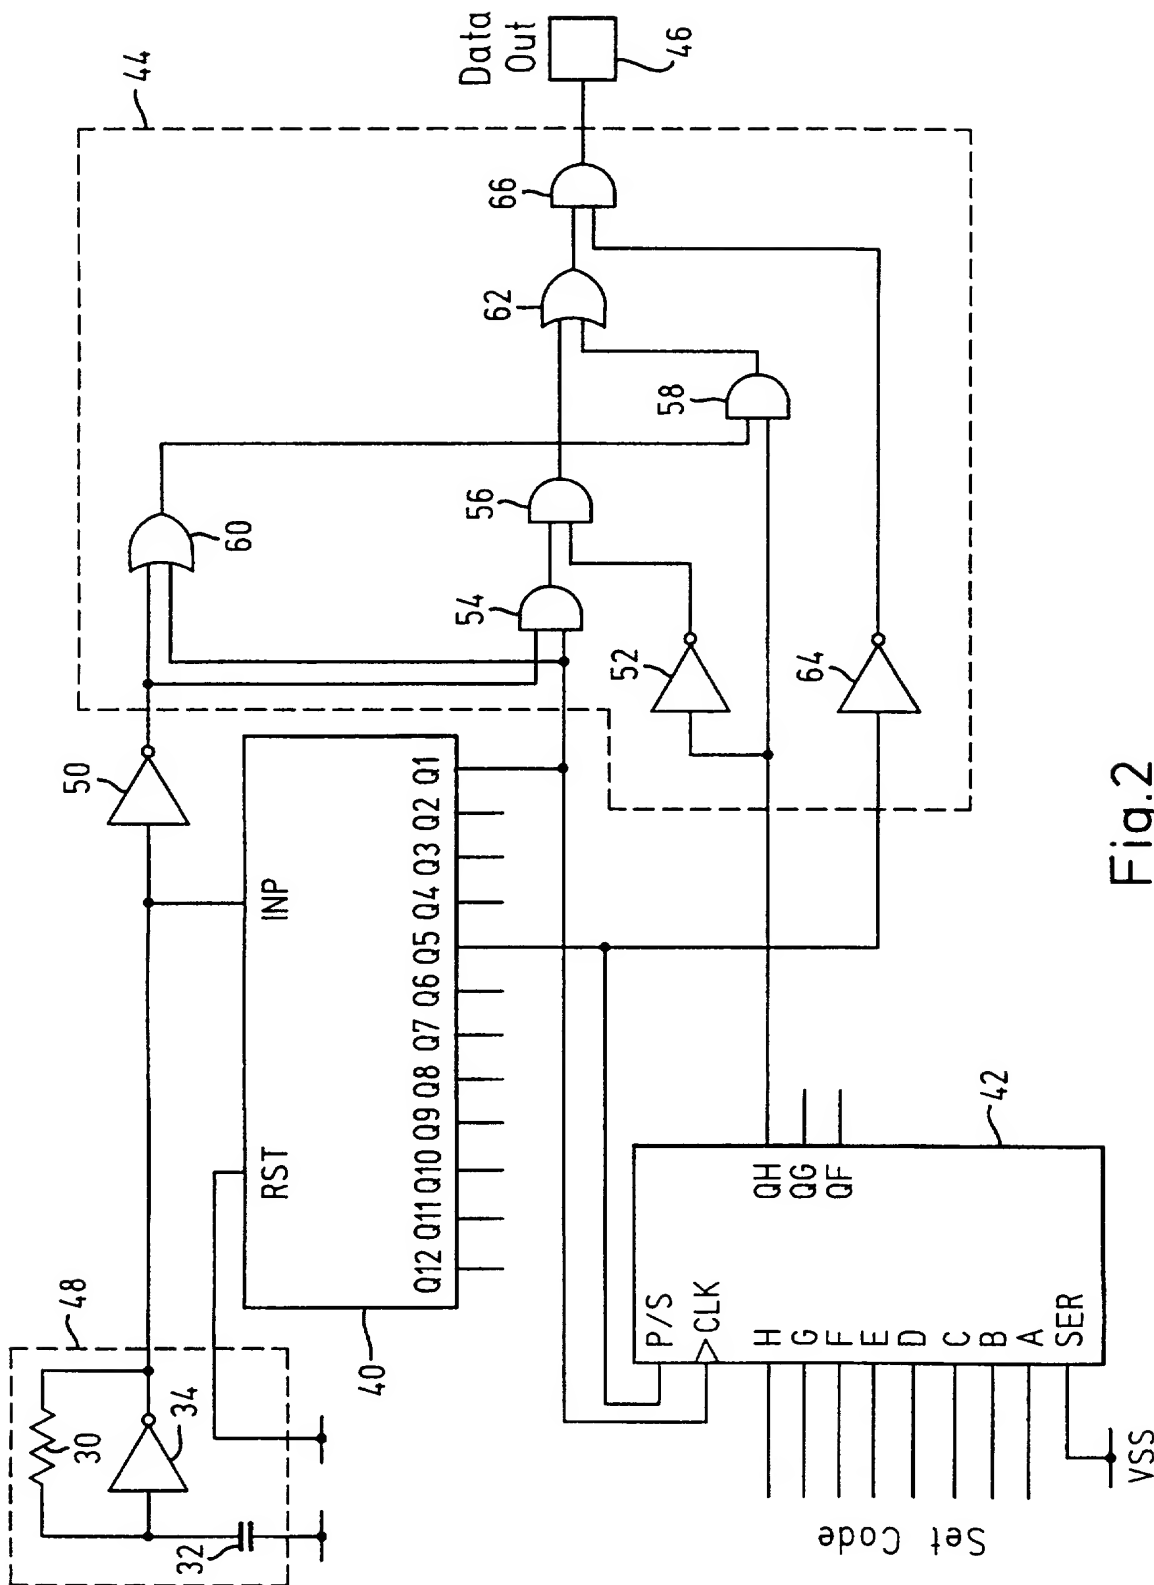 48
30
34
32
50
RST
INP
Q12
Q11
Q10
Q9
Q8
Q7
Q6
Q5
Q4
Q3
Q2
Q1
40
44
60
54
56
52
58
62
64
66
Data
Out
46
P/S
CLK
H
G
F
E
D
C
B
A
SER
QH
QG
QF
42
Set Code
VSS
Fig.2